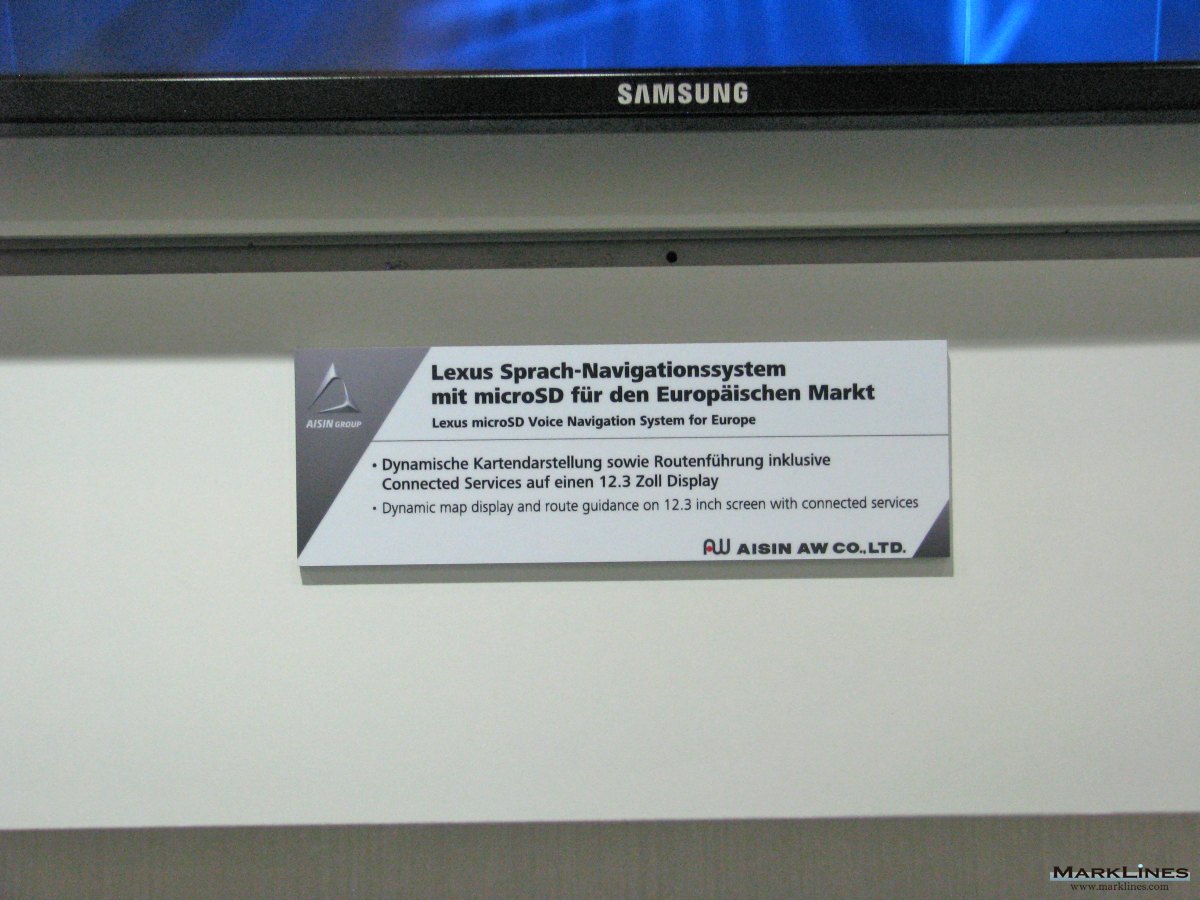 SAMSUNG
Lexus Sprach-Navigationssystem
mit microSD für den Europäischen Markt
Lexus microSD Voice Navigation System for Europe
AISIN GROUP
• Dynamische Kartendarstellung sowie Routenführung inklusive
Connected Services auf einen 12.3 Zoll Display
• Dynamic map display and route guidance on 12.3 inch screen with connected services
AW AISIN AW CO.,LTD.
MARKLINES
www.marklines.com